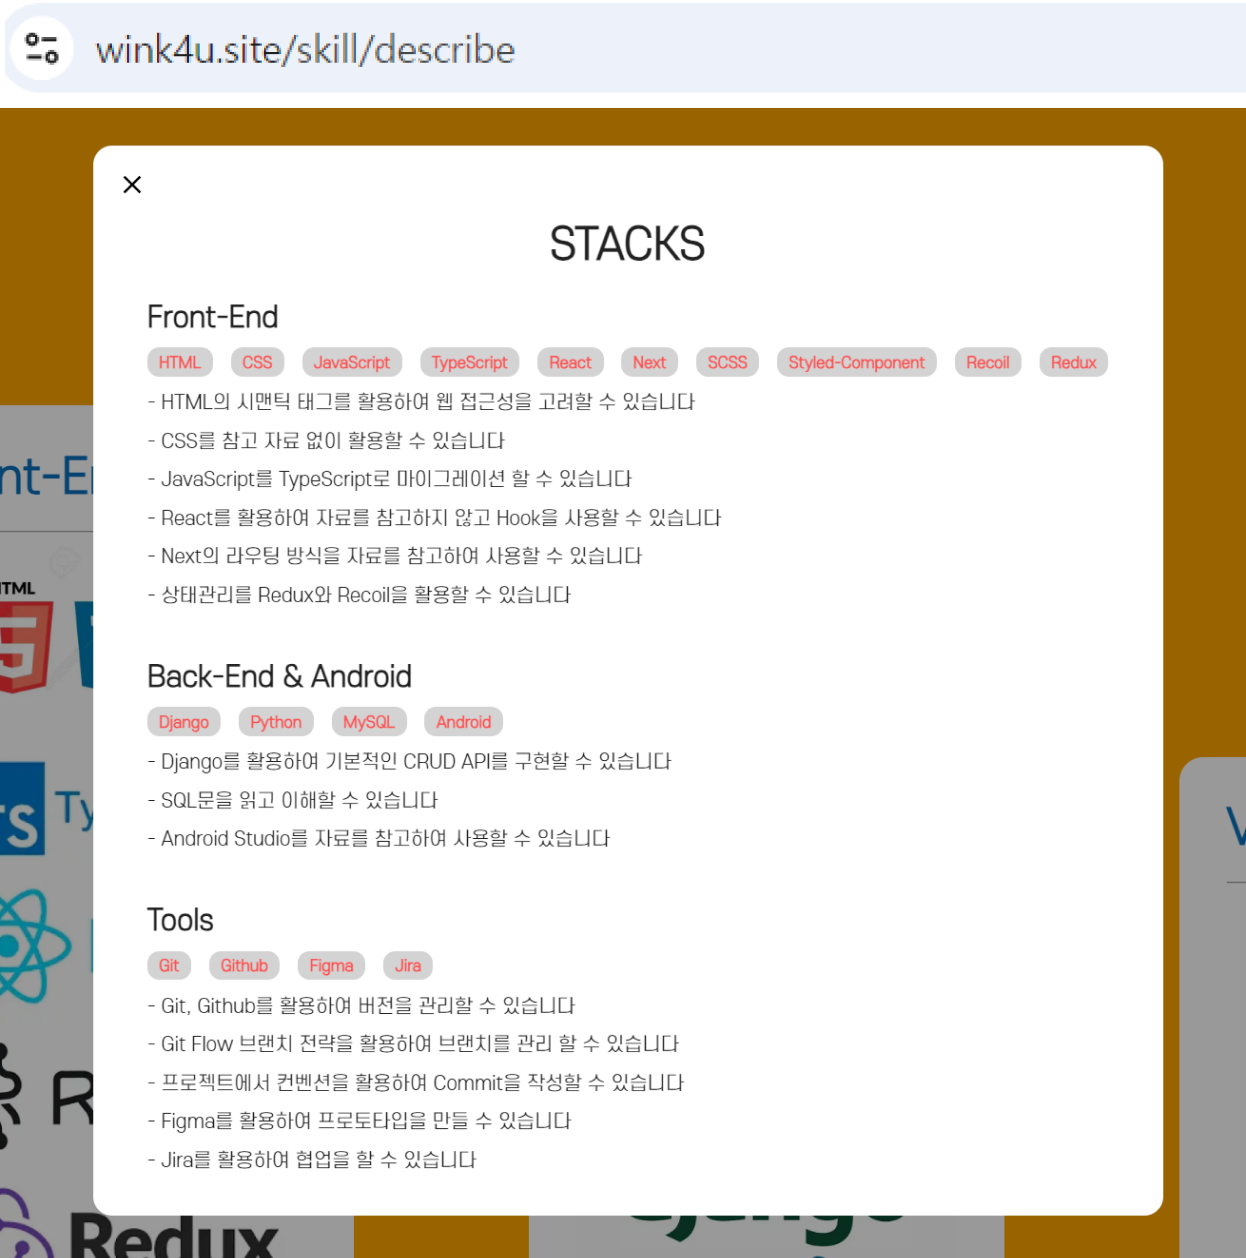 wink4u.site/skill/describe
STACKS
Front-End
HTML CSS JavaScript TypeScript React Next SCSS Styled-Component Recoil Redux
- HTML의 시맨틱 태그를 활용하여 웹 접근성을 고려할 수 있습니다
- CSS를 참고 자료 없이 활용할 수 있습니다
- JavaScript를 TypeScript로 마이그레이션 할 수 있습니다
- React를 활용하여 자료를 참고하지 않고 Hook을 사용할 수 있습니다
- Next의 라우팅 방식을 자료를 참고하여 사용할 수 있습니다
- 상태관리를 Redux와 Recoil을 활용할 수 있습니다
Back-End & Android
Django Python MySQL Android
- Django를 활용하여 기본적인 CRUD API를 구현할 수 있습니다
- SQL문을 읽고 이해할 수 있습니다
- Android Studio를 자료를 참고하여 사용할 수 있습니다
Tools
Git Github Figma Jira
- Git, Github를 활용하여 버전을 관리할 수 있습니다
- Git Flow 브랜치 전략을 활용하여 브랜치를 관리 할 수 있습니다
- 프로젝트에서 컨벤션을 활용하여 Commit을 작성할 수 있습니다
- Figma를 활용하여 프로토타입을 만들 수 있습니다
- Jira를 활용하여 협업을 할 수 있습니다
Redux
django